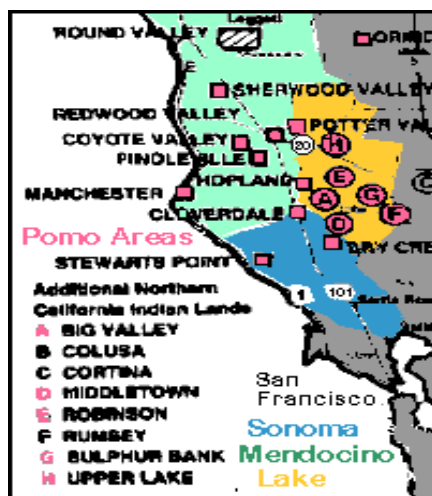 Leggett
ROUND VALLEY
SHERWOOD VALLEY
REDWOOD VALLEY
POTTER VAL
COYOTE VALLEY
20
H
PINOLE
E
HOPLAND
MANCHESTER
A
G
F
CLOVERDALE
D
Pomo Areas
DRY CRE
STEWARTS POINT
Additional Northern
1
101
California Indian Lands
A BIG VALLEY
B COLUSA
C CORTINA
D MIDDLETOWN
E ROBINSON
F RUMSEY
G SULPHUR BANK
H UPPER LAKE
San
Francisco
Sonoma
Mendocino
Lake